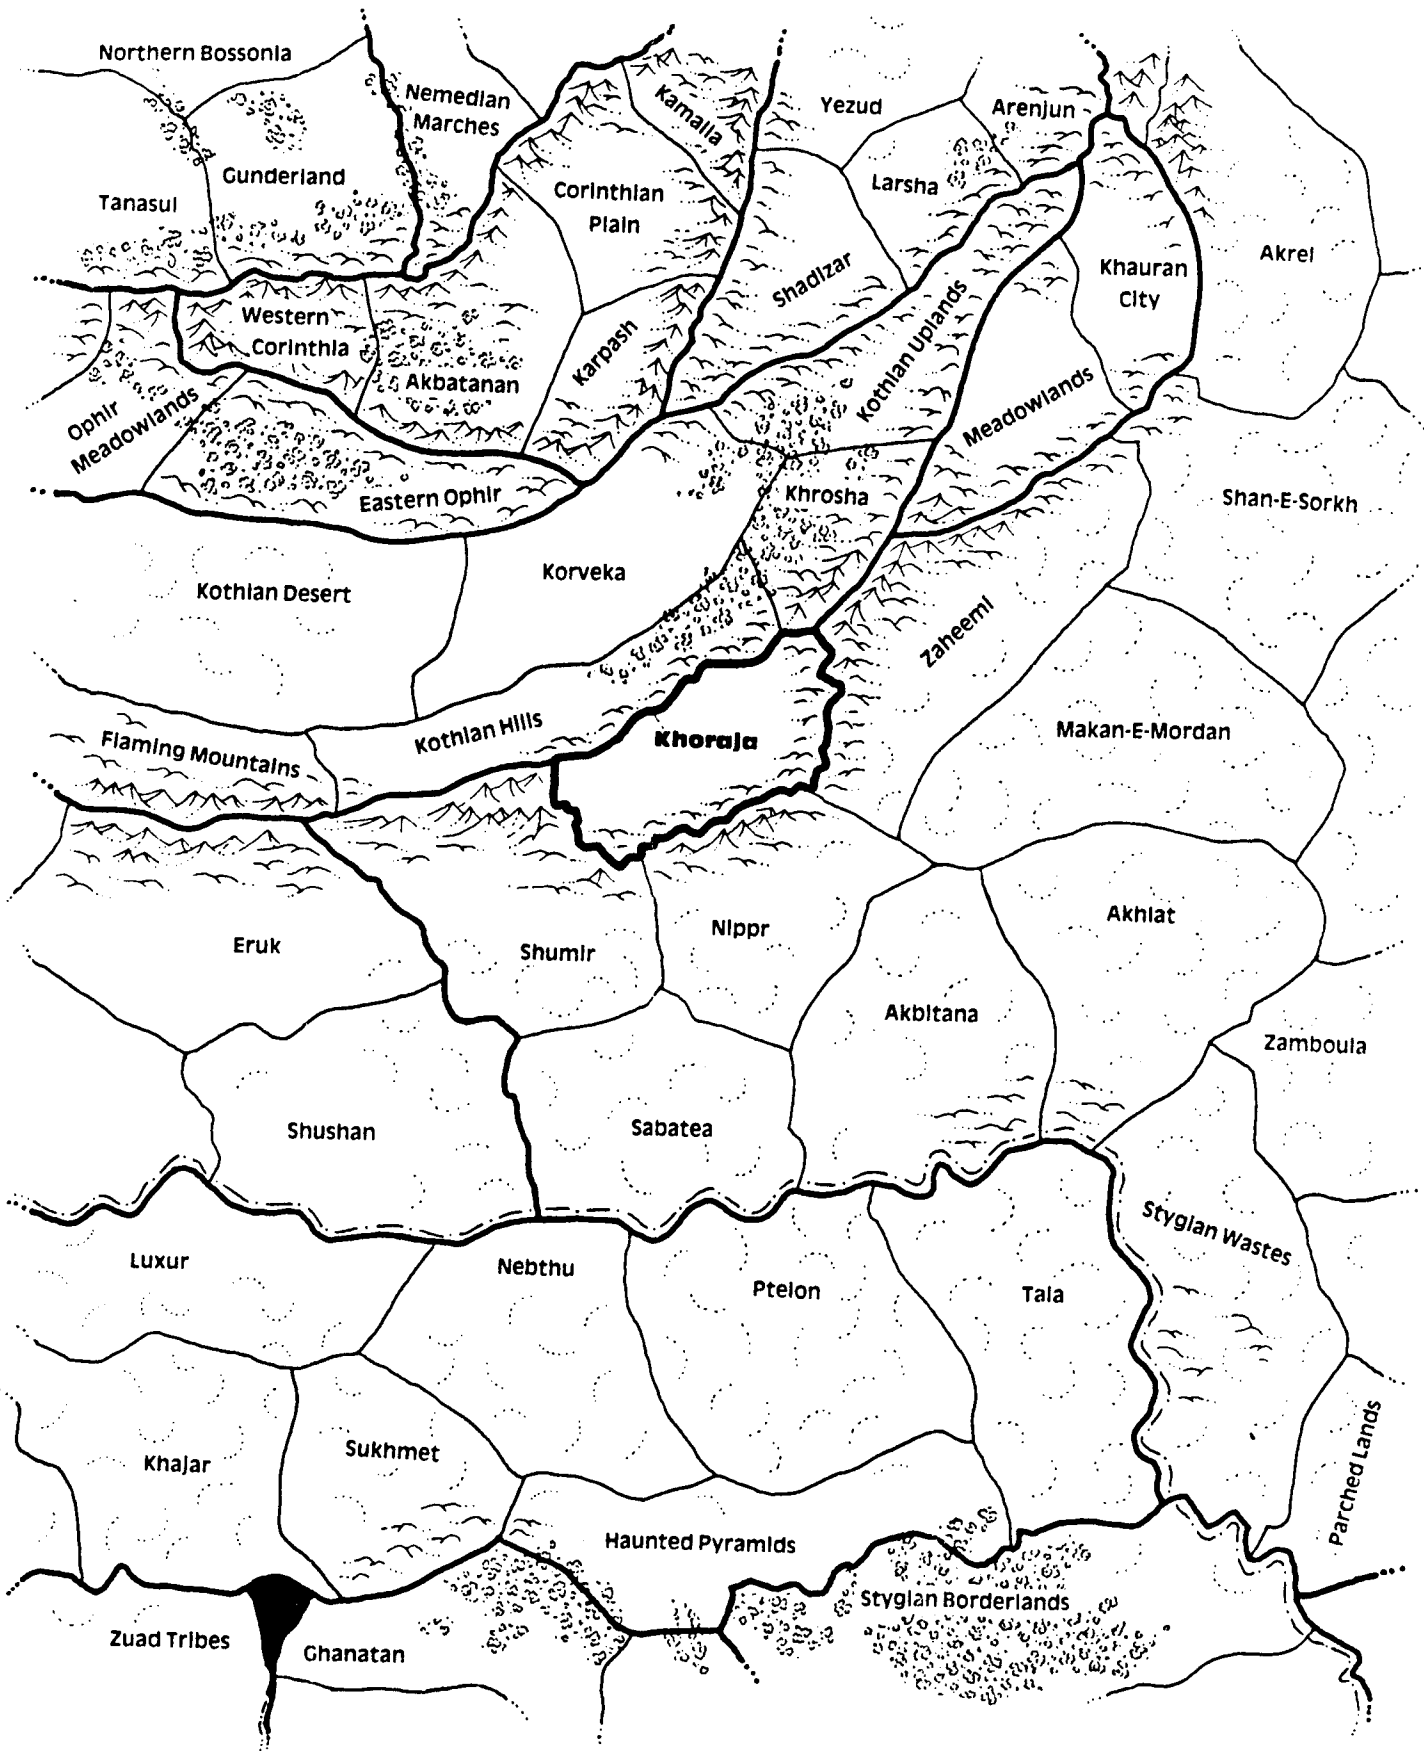 Northern Bossonia
Nemedian
Marches
Kamalla
Yezud
Arenjun
Gunderland
Tanasul
Corinthian
Plain
Larsha
Shadizar
Khauran
City
Akrel
Western
Corinthia
Akbatanan
Karpash
Kothian Uplands
Meadowlands
Ophir
Meadowlands
Eastern Ophir
Khrosha
Shan-E-Sorkh
Kothian Desert
Korveka
Zaheemi
Flaming Mountains
Kothian Hills
Khoraja
Makan-E-Mordan
Eruk
Shumir
Nippr
Akhlat
Akbitana
Zamboula
Shushan
Sabatea
Stygian Wastes
Luxur
Nebthu
Ptelon
Tala
Khajar
Sukhmet
Parched Lands
Haunted Pyramids
Stygian Borderlands
Zuad Tribes
Ghanatan